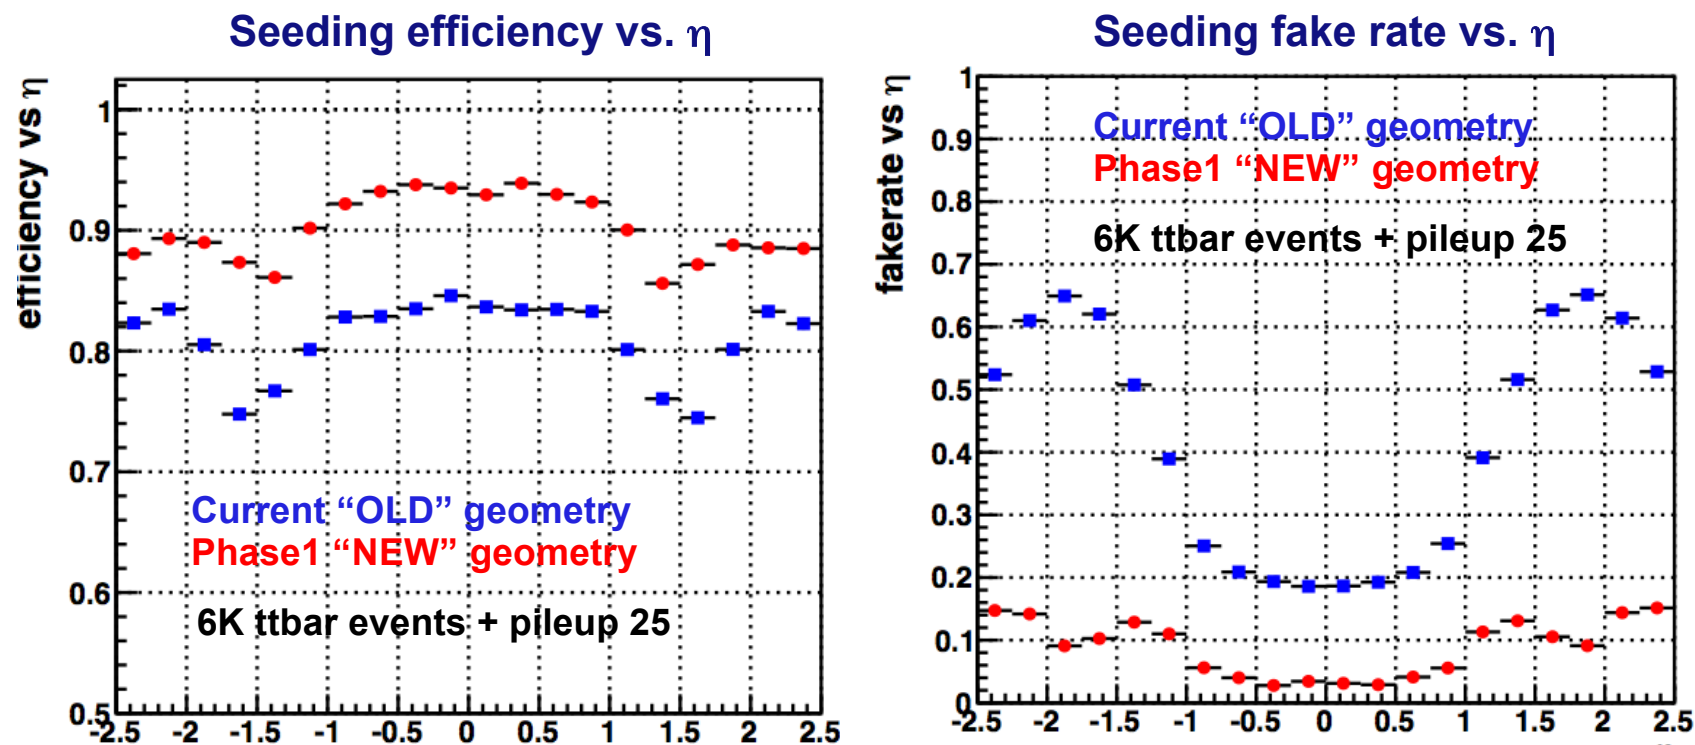 Seeding efficiency vs. η
efficiency vs η
1
0.9
0.8
0.7
0.6
0.5
Current “OLD” geometry
Phase1 “NEW” geometry
6K ttbar events + pileup 25
-2.5 -2 -1.5 -1 -0.5 0 0.5 1 1.5 2 2.5
Seeding fake rate vs. η
fakerate vs η
1
0.9
0.8
0.7
0.6
0.5
0.4
0.3
0.2
0.1
0
Current “OLD” geometry
Phase1 “NEW” geometry
6K ttbar events + pileup 25
-2.5 -2 -1.5 -1 -0.5 0 0.5 1 1.5 2 2.5